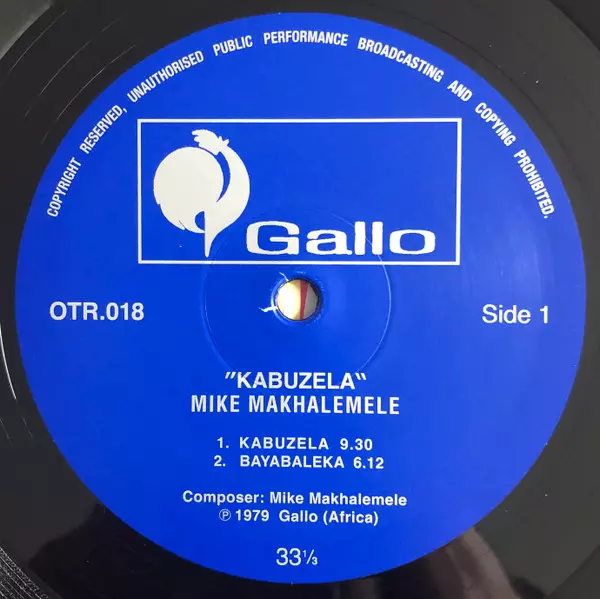 COPYRIGHT RESERVED, UNAUTHORISED PUBLIC PERFORMANCE BROADCASTING AND COPYING PROHIBITED.
Gallo
OTR.018
Side 1
"KABUZELA"
MIKE MAKHALEMELE
1. KABUZELA 9.30
2. BAYABALEKA 6.12
Composer: Mike Makhalemele
℗ 1979 Gallo (Africa)
33⅓